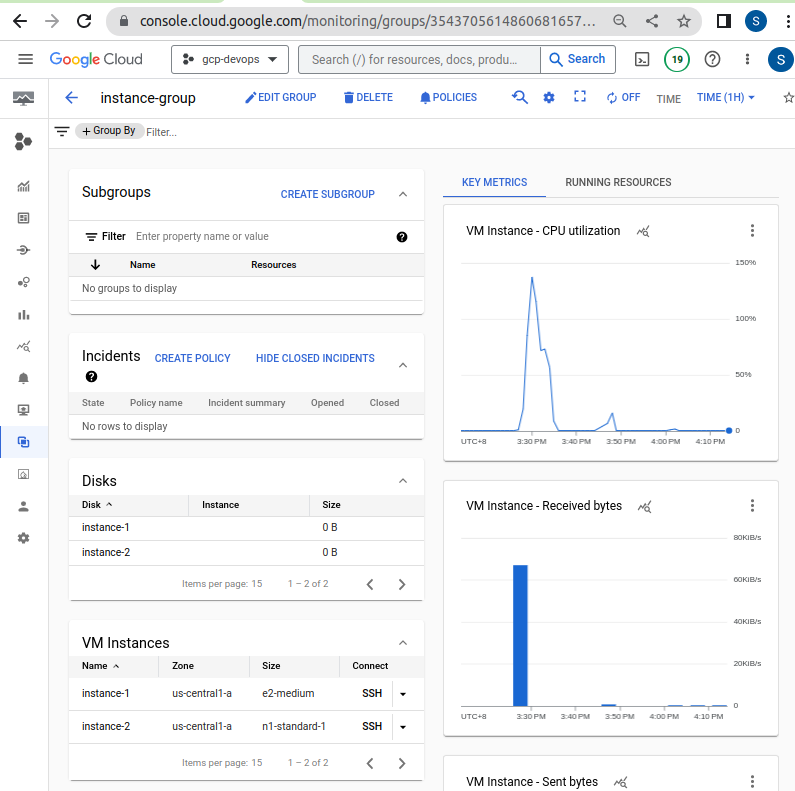 console.cloud.google.com/monitoring/groups/3543705614860681657...
S
Google Cloud
gcp-devops
Search (/) for resources, docs, produ...
Search
19
S
instance-group
EDIT GROUP
DELETE
POLICIES
OFF
TIME
TIME (1H)
+ Group By
Filter...
Subgroups
CREATE SUBGROUP
Filter
Enter property name or value
Name
Resources
No groups to display
Incidents
CREATE POLICY
HIDE CLOSED INCIDENTS
State
Policy name
Incident summary
Opened
Closed
No rows to display
Disks
Disk
Instance
Size
instance-1
0 B
instance-2
0 B
Items per page: 15
1 – 2 of 2
VM Instances
Name
Zone
Size
Connect
instance-1
us-central1-a
e2-medium
SSH
instance-2
us-central1-a
n1-standard-1
SSH
Items per page: 15
1 – 2 of 2
KEY METRICS
RUNNING RESOURCES
VM Instance - CPU utilization
150%
100%
50%
0
UTC+8
3:30 PM
3:40 PM
3:50 PM
4:00 PM
4:10 PM
VM Instance - Received bytes
80KiB/s
60KiB/s
40KiB/s
20KiB/s
0
UTC+8
3:30 PM
3:40 PM
3:50 PM
4:00 PM
4:10 PM
VM Instance - Sent bytes